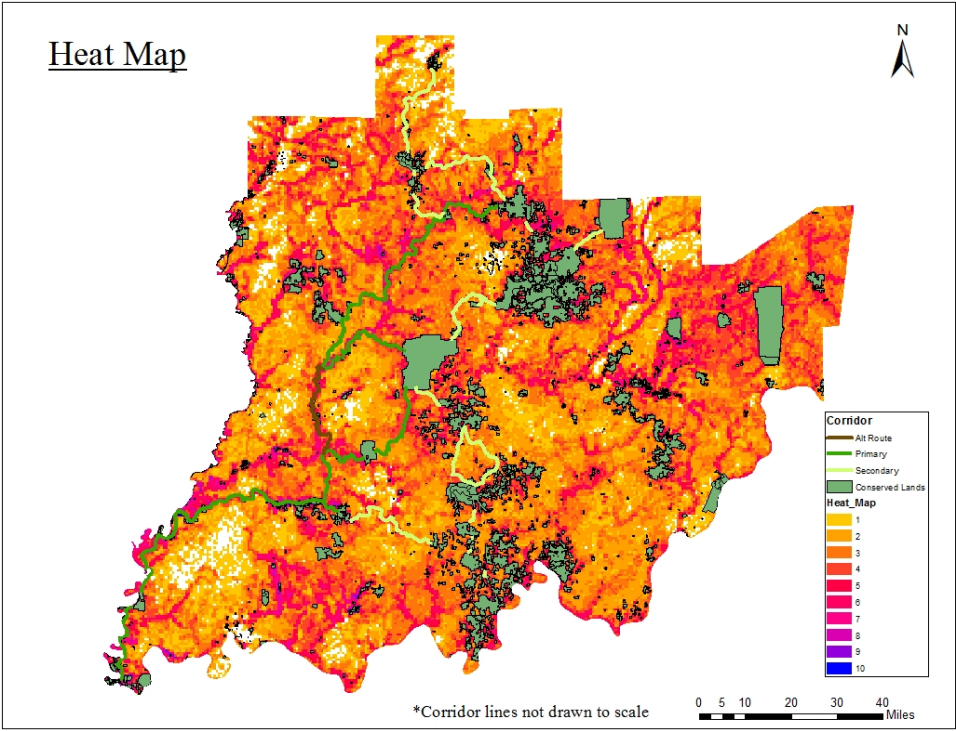 Heat Map
N
Corridor
Alt Route
Primary
Secondary
Conserved Lands
Heat_Map
1
2
3
4
5
6
7
8
9
10
*Corridor lines not drawn to scale
0 5 10 20 30 40
Miles